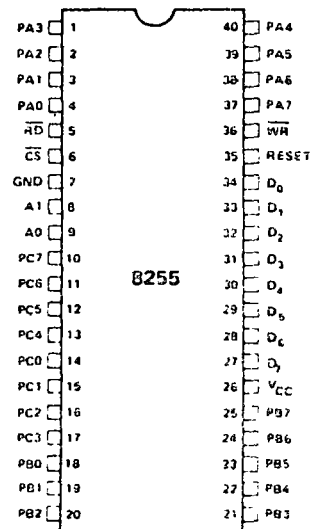 PA3 1 40 PA4
PA2 2 39 PA5
PA1 3 38 PA6
PA0 4 37 PA7
RD 5 36 WR
CS 6 35 RESET
GND 7 34 D0
A1 8 33 D1
A0 9 32 D2
PC7 10 31 D3
PC6 11 30 D4
8255
PC5 12 29 D5
PC4 13 28 D6
PC0 14 27 D7
PC1 15 26 VCC
PC2 16 25 PB7
PC3 17 24 PB6
PB0 18 23 PB5
PB1 19 22 PB4
PB2 20 21 PB3